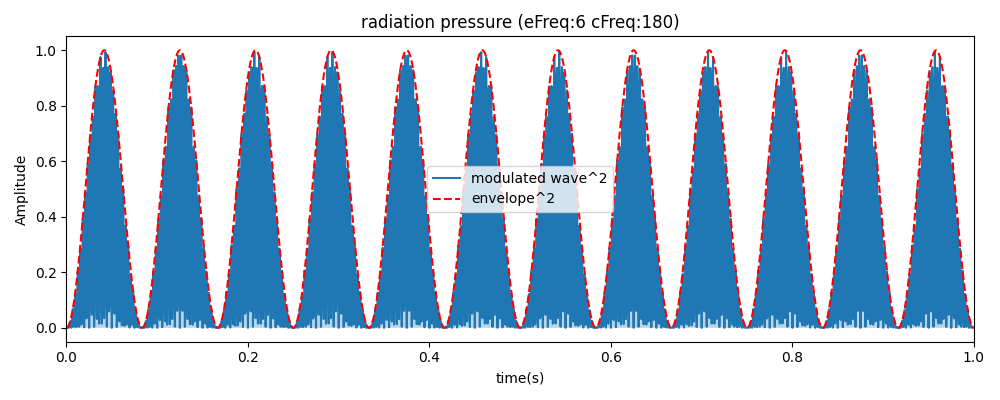 radiation pressure (eFreq:6 cFreq:180)
1.0
0.8
0.6
0.4
0.2
0.0
Amplitude
modulated wave^2
envelope^2
0.0 0.2 0.4 0.6 0.8 1.0
time(s)